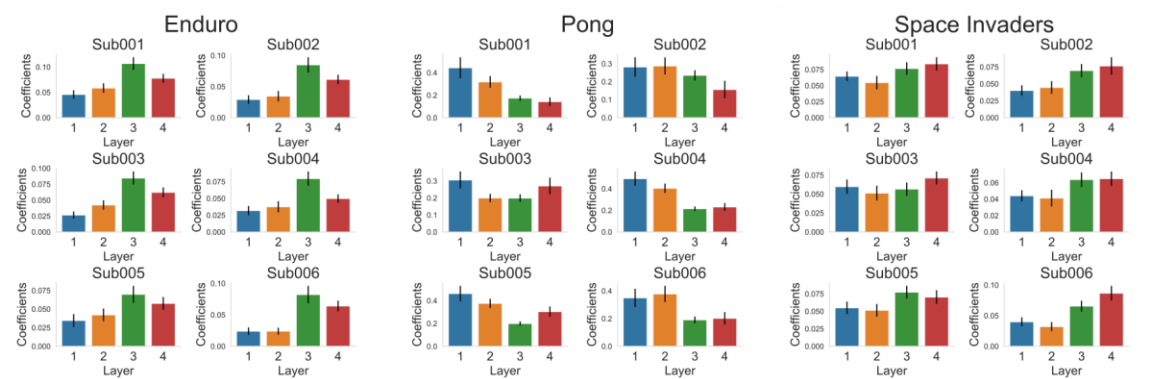 Enduro
Sub001
Coefficients
0.10
0.05
0.00
1 2 3 4
Layer
Sub002
Coefficients
0.10
0.05
0.00
1 2 3 4
Layer
Sub003
Coefficients
0.100
0.075
0.050
0.025
0.000
1 2 3 4
Layer
Sub004
Coefficients
0.075
0.050
0.025
0.000
1 2 3 4
Layer
Sub005
Coefficients
0.075
0.050
0.025
0.000
1 2 3 4
Layer
Sub006
Coefficients
0.10
0.05
0.00
1 2 3 4
Layer
Pong
Sub001
Coefficients
0.4
0.2
0.0
1 2 3 4
Layer
Sub002
Coefficients
0.3
0.2
0.1
0.0
1 2 3 4
Layer
Sub003
Coefficients
0.3
0.2
0.1
0.0
1 2 3 4
Layer
Sub004
Coefficients
0.4
0.2
0.0
1 2 3 4
Layer
Sub005
Coefficients
0.4
0.2
0.0
1 2 3 4
Layer
Sub006
Coefficients
0.4
0.2
0.0
1 2 3 4
Layer
Space Invaders
Sub001
Coefficients
0.075
0.050
0.025
0.000
1 2 3 4
Layer
Sub002
Coefficients
0.075
0.050
0.025
0.000
1 2 3 4
Layer
Sub003
Coefficients
0.075
0.050
0.025
0.000
1 2 3 4
Layer
Sub004
Coefficients
0.06
0.04
0.02
0.00
1 2 3 4
Layer
Sub005
Coefficients
0.075
0.050
0.025
0.000
1 2 3 4
Layer
Sub006
Coefficients
0.10
0.05
0.00
1 2 3 4
Layer